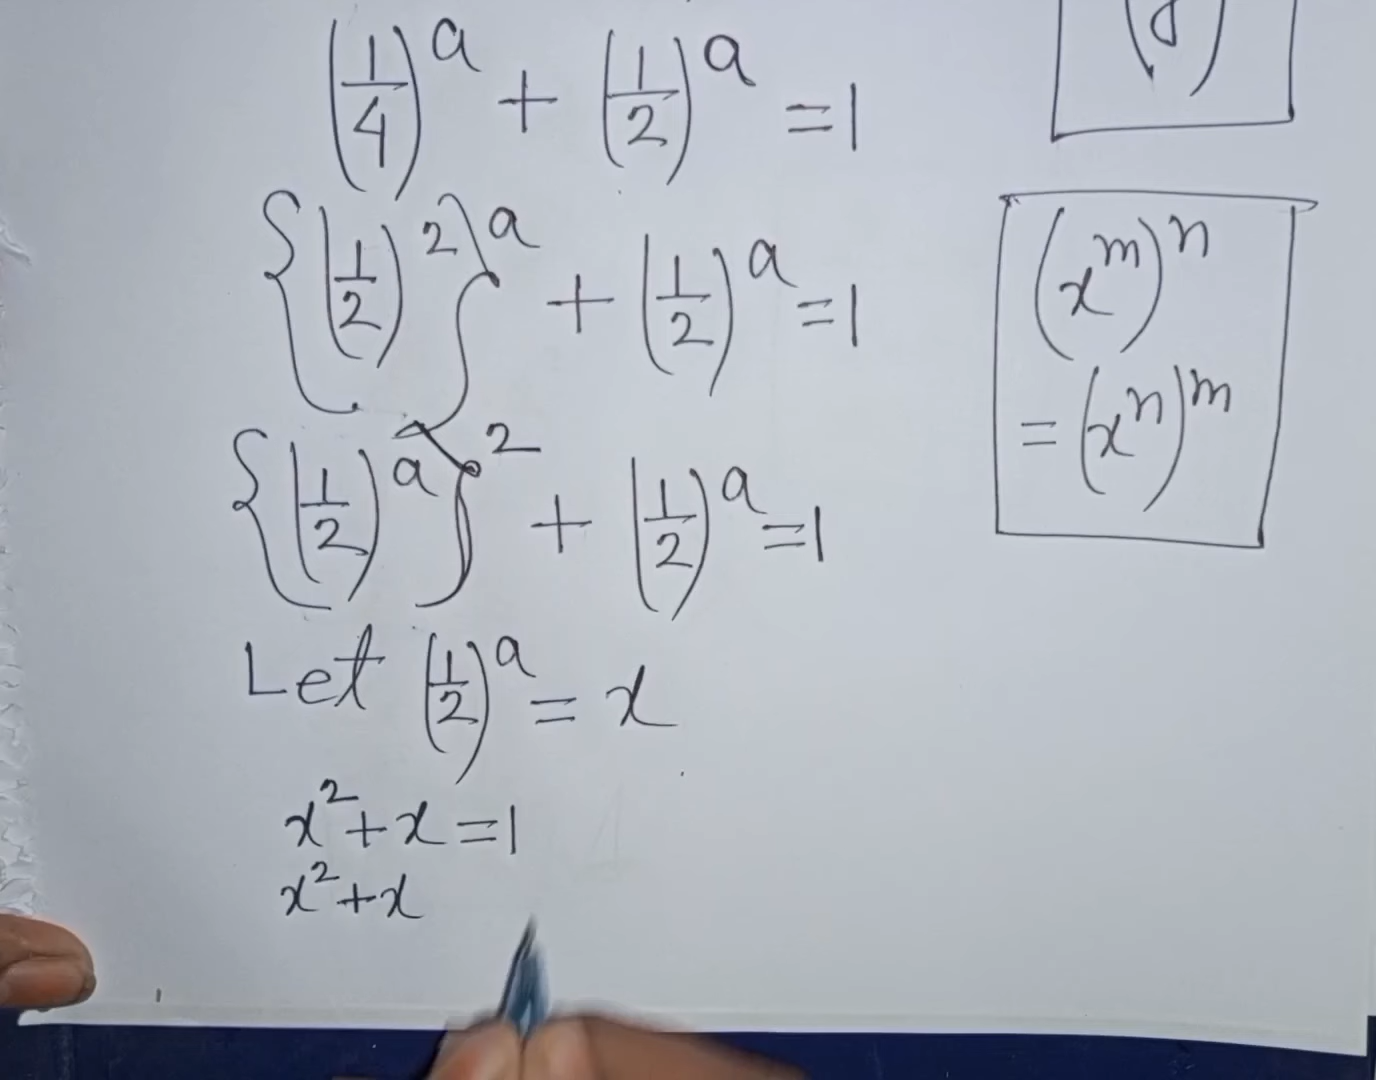 (1/4)^a + (1/2)^a = 1
{(1/2)^2}^a + (1/2)^a = 1
{(1/2)^a}^2 + (1/2)^a = 1
Let (1/2)^a = x
x^2 + x = 1
x^2 + x
(x^m)^n
= (x^n)^m